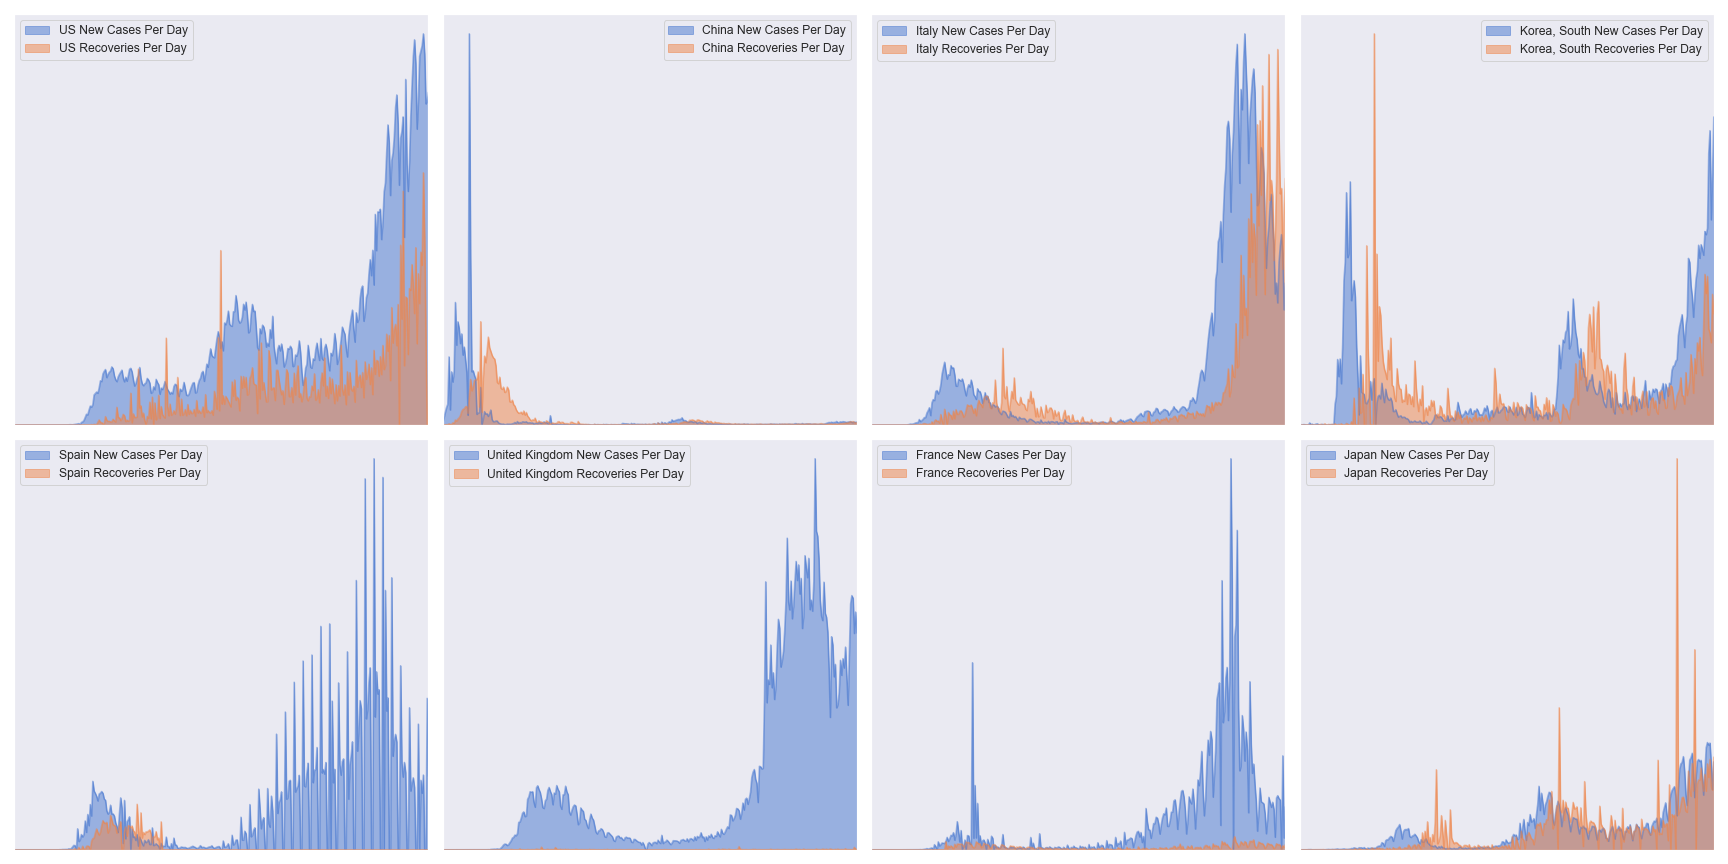 US New Cases Per Day
US Recoveries Per Day
China New Cases Per Day
China Recoveries Per Day
Italy New Cases Per Day
Italy Recoveries Per Day
Korea, South New Cases Per Day
Korea, South Recoveries Per Day
Spain New Cases Per Day
Spain Recoveries Per Day
United Kingdom New Cases Per Day
United Kingdom Recoveries Per Day
France New Cases Per Day
France Recoveries Per Day
Japan New Cases Per Day
Japan Recoveries Per Day